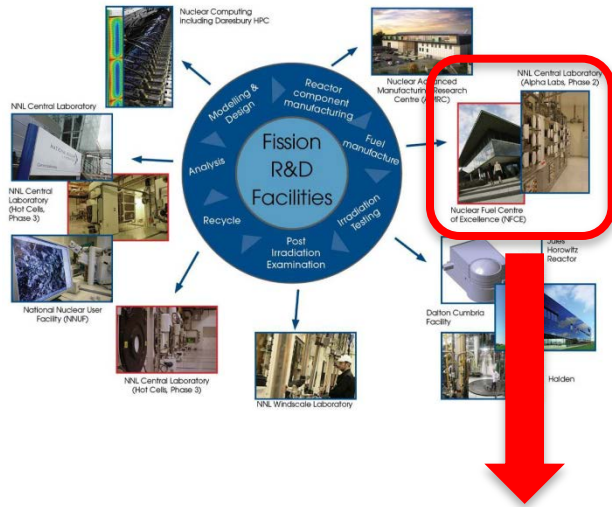 Nuclear Computing
including Daresbury HPC
Nuclear Advanced
Manufacturing Research
Centre (AMRC)
NNL Central Laboratory
(Alpha Labs, Phase 2)
Nuclear Fuel Centre
of Excellence (NFCE)
NNL Central Laboratory
NNL Central
Laboratory
(Hot Cells,
Phase 3)
Fission
R&D
Facilities
Modelling &
Design
Reactor
component
manufacturing
Fuel
manufacture
Irradiation
Testing
Post
Irradiation
Examination
Recycle
Analysis
Jules
Horowitz
Reactor
Dalton Cumbria
Facility
Halden
National Nuclear User
Facility (NNUF)
NNL Central Laboratory
(Hot Cells, Phase 3)
NNL Windscale Laboratory